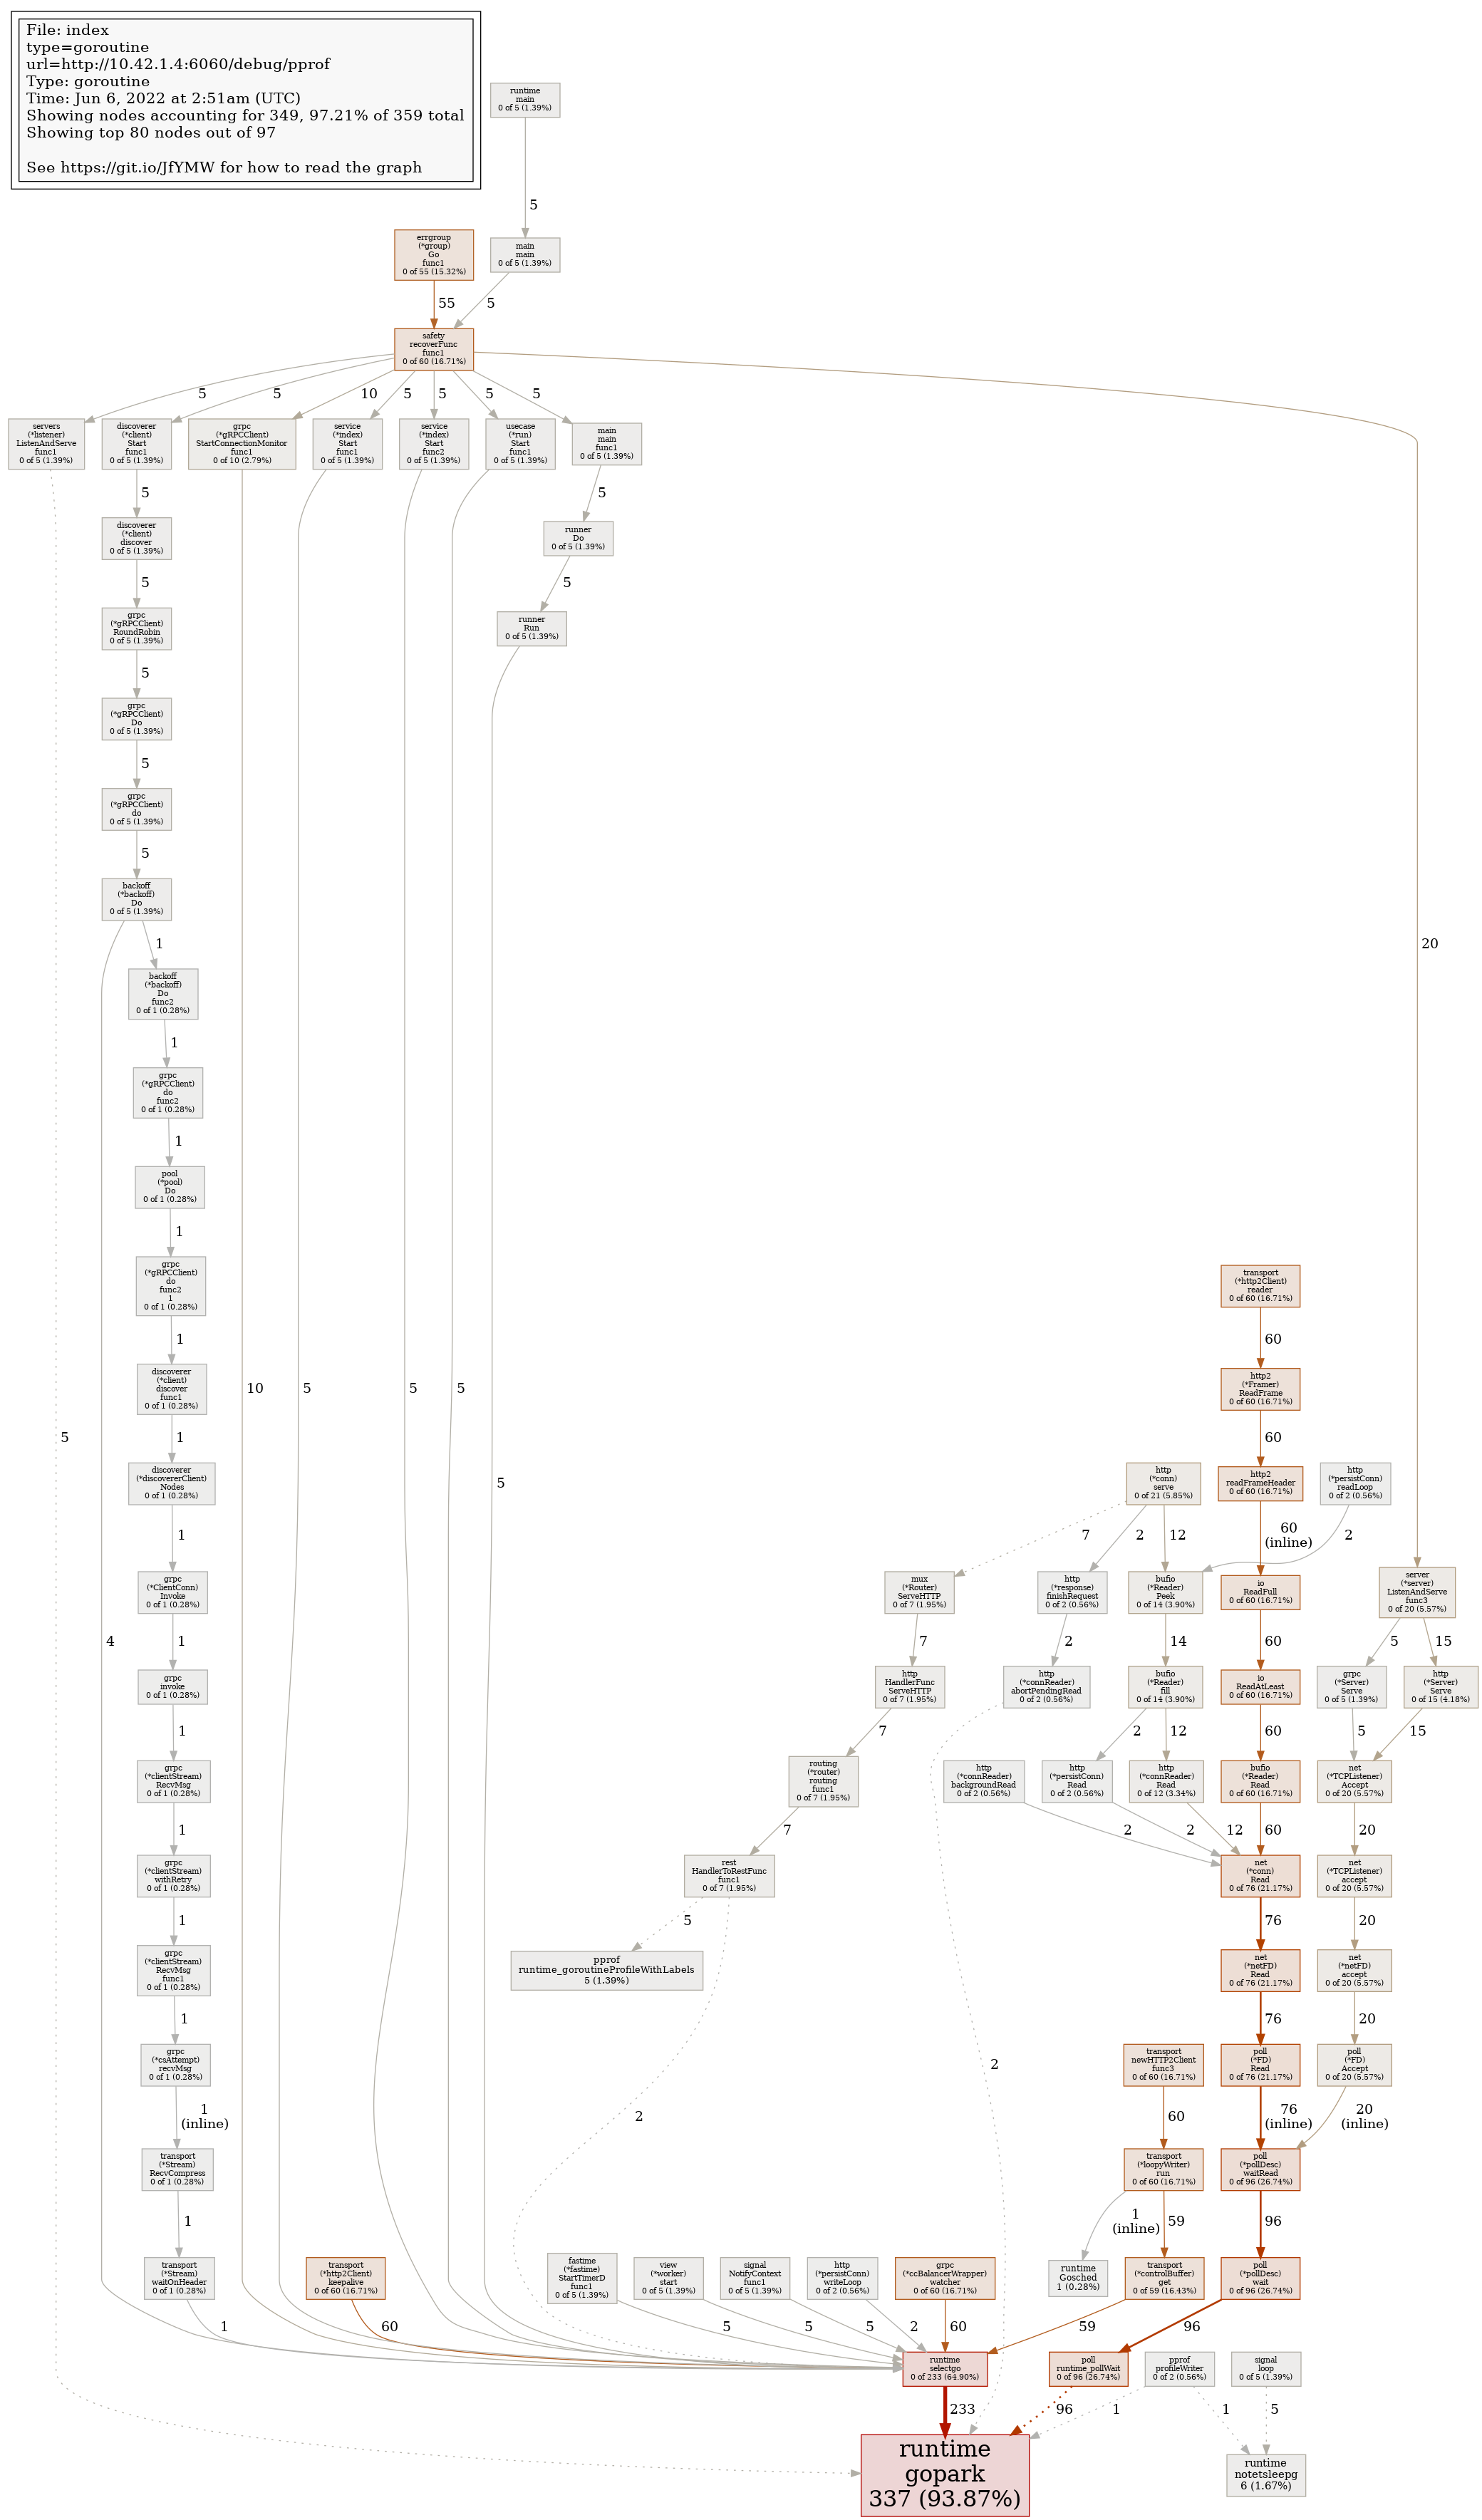 File: index
type=goroutine
url=http://10.42.1.4:6060/debug/pprof
Type: goroutine
Time: Jun 6, 2022 at 2:51am (UTC)
Showing nodes accounting for 349, 97.21% of 359 total
Showing top 80 nodes out of 97
See https://git.io/JfYMW for how to read the graph
runtime
main
0 of 5 (1.39%)
5
errgroup
(*group)
Go
func1
0 of 55 (15.32%)
main
main
0 of 5 (1.39%)
55
5
safety
recoverFunc
func1
0 of 60 (16.71%)
5
5
10
5
5
5
5
20
servers
(*listener)
ListenAndServe
func1
0 of 5 (1.39%)
discoverer
(*client)
Start
func1
0 of 5 (1.39%)
grpc
(*gRPCClient)
StartConnectionMonitor
func1
0 of 10 (2.79%)
service
(*index)
Start
func1
0 of 5 (1.39%)
service
(*index)
Start
func2
0 of 5 (1.39%)
usecase
(*run)
Start
func1
0 of 5 (1.39%)
main
main
func1
0 of 5 (1.39%)
5
5
discoverer
(*client)
discover
0 of 5 (1.39%)
runner
Do
0 of 5 (1.39%)
5
5
grpc
(*gRPCClient)
RoundRobin
0 of 5 (1.39%)
runner
Run
0 of 5 (1.39%)
5
grpc
(*gRPCClient)
Do
0 of 5 (1.39%)
5
grpc
(*gRPCClient)
do
0 of 5 (1.39%)
5
backoff
(*backoff)
Do
0 of 5 (1.39%)
1
backoff
(*backoff)
Do
func2
0 of 1 (0.28%)
1
grpc
(*gRPCClient)
do
func2
0 of 1 (0.28%)
1
pool
(*pool)
Do
0 of 1 (0.28%)
1
grpc
(*gRPCClient)
do
func2
1
0 of 1 (0.28%)
transport
(*http2Client)
reader
0 of 60 (16.71%)
1
60
discoverer
(*client)
discover
func1
0 of 1 (0.28%)
10
5
5
5
http2
(*Framer)
ReadFrame
0 of 60 (16.71%)
5
1
60
5
discoverer
(*discovererClient)
Nodes
0 of 1 (0.28%)
http
(*conn)
serve
0 of 21 (5.85%)
http2
readFrameHeader
0 of 60 (16.71%)
http
(*persistConn)
readLoop
0 of 2 (0.56%)
1
7
2
12
60
(inline)
2
grpc
(*ClientConn)
Invoke
0 of 1 (0.28%)
mux
(*Router)
ServeHTTP
0 of 7 (1.95%)
http
(*response)
finishRequest
0 of 2 (0.56%)
bufio
(*Reader)
Peek
0 of 14 (3.90%)
io
ReadFull
0 of 60 (16.71%)
server
(*server)
ListenAndServe
func3
0 of 20 (5.57%)
4
1
7
2
14
60
5
15
grpc
invoke
0 of 1 (0.28%)
http
HandlerFunc
ServeHTTP
0 of 7 (1.95%)
http
(*connReader)
abortPendingRead
0 of 2 (0.56%)
bufio
(*Reader)
fill
0 of 14 (3.90%)
io
ReadAtLeast
0 of 60 (16.71%)
grpc
(*Server)
Serve
0 of 5 (1.39%)
http
(*Server)
Serve
0 of 15 (4.18%)
1
7
2
12
60
5
15
grpc
(*clientStream)
RecvMsg
0 of 1 (0.28%)
routing
(*router)
routing
func1
0 of 7 (1.95%)
http
(*connReader)
backgroundRead
0 of 2 (0.56%)
http
(*persistConn)
Read
0 of 2 (0.56%)
http
(*connReader)
Read
0 of 12 (3.34%)
bufio
(*Reader)
Read
0 of 60 (16.71%)
net
(*TCPListener)
Accept
0 of 20 (5.57%)
1
7
2
2
12
60
20
grpc
(*clientStream)
withRetry
0 of 1 (0.28%)
rest
HandlerToRestFunc
func1
0 of 7 (1.95%)
net
(*conn)
Read
0 of 76 (21.17%)
net
(*TCPListener)
accept
0 of 20 (5.57%)
1
5
76
20
grpc
(*clientStream)
RecvMsg
func1
0 of 1 (0.28%)
pprof
runtime_goroutineProfileWithLabels
5 (1.39%)
net
(*netFD)
Read
0 of 76 (21.17%)
net
(*netFD)
accept
0 of 20 (5.57%)
1
76
20
grpc
(*csAttempt)
recvMsg
0 of 1 (0.28%)
2
transport
newHTTP2Client
func3
0 of 60 (16.71%)
poll
(*FD)
Read
0 of 76 (21.17%)
poll
(*FD)
Accept
0 of 20 (5.57%)
1
(inline)
2
60
76
(inline)
20
(inline)
transport
(*Stream)
RecvCompress
0 of 1 (0.28%)
transport
(*loopyWriter)
run
0 of 60 (16.71%)
poll
(*pollDesc)
waitRead
0 of 96 (26.74%)
1
1
(inline)
59
96
transport
(*Stream)
waitOnHeader
0 of 1 (0.28%)
transport
(*http2Client)
keepalive
0 of 60 (16.71%)
fastime
(*fastime)
StartTimerD
func1
0 of 5 (1.39%)
view
(*worker)
start
0 of 5 (1.39%)
signal
NotifyContext
func1
0 of 5 (1.39%)
http
(*persistConn)
writeLoop
0 of 2 (0.56%)
grpc
(*ccBalancerWrapper)
watcher
0 of 60 (16.71%)
runtime
Gosched
1 (0.28%)
transport
(*controlBuffer)
get
0 of 59 (16.43%)
poll
(*pollDesc)
wait
0 of 96 (26.74%)
1
60
5
5
5
2
60
59
96
runtime
selectgo
0 of 233 (64.90%)
poll
runtime_pollWait
0 of 96 (26.74%)
pprof
profileWriter
0 of 2 (0.56%)
signal
loop
0 of 5 (1.39%)
233
96
1
1
5
runtime
gopark
337 (93.87%)
runtime
notetsleepg
6 (1.67%)